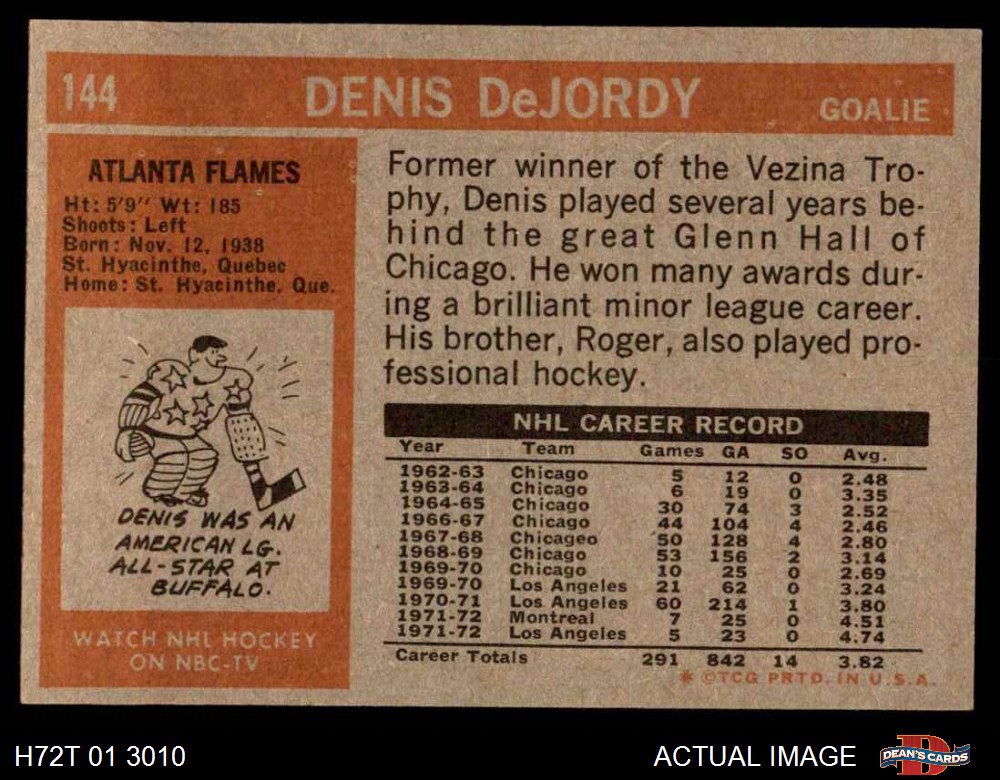 144 DENIS DeJORDY GOALIE
ATLANTA FLAMES
Ht: 5'9" Wt: 185
Shoots: Left
Born: Nov. 12, 1938
St. Hyacinthe, Quebec
Home: St. Hyacinthe, Que.
DENIS WAS AN
AMERICAN LG.
ALL-STAR AT
BUFFALO.
WATCH NHL HOCKEY
ON NBC-TV
Former winner of the Vezina Tro-
phy, Denis played several years be-
hind the great Glenn Hall of
Chicago. He won many awards dur-
ing a brilliant minor league career.
His brother, Roger, also played pro-
fessional hockey.
NHL CAREER RECORD
Year Team Games GA SO Avg.
1962-63 Chicago 5 12 0 2.48
1963-64 Chicago 6 19 0 3.35
1964-65 Chicago 30 74 3 2.52
1966-67 Chicago 44 104 4 2.46
1967-68 Chicageo 50 128 4 2.80
1968-69 Chicago 53 156 2 3.14
1969-70 Chicago 10 25 0 2.69
1969-70 Los Angeles 21 62 0 3.24
1970-71 Los Angeles 60 214 1 3.80
1971-72 Montreal 7 25 0 4.51
1971-72 Los Angeles 5 23 0 4.74
Career Totals 291 842 14 3.82
* ©TCG PRTD. IN U.S.A.
H72T 01 3010 ACTUAL IMAGE DEAN'S CARDS